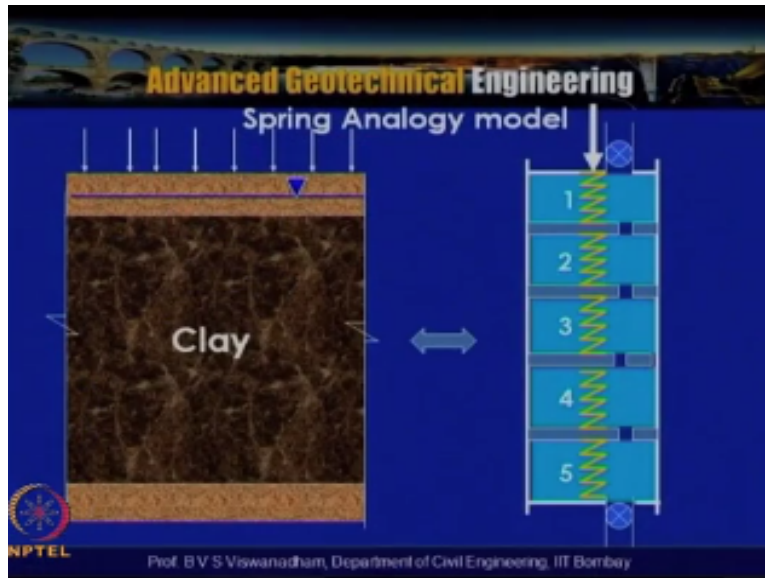 Advanced Geotechnical Engineering
Spring Analogy model
Clay
1
2
3
4
5
NPTEL
Prof. B V S Viswanadham, Department of Civil Engineering, IIT Bombay